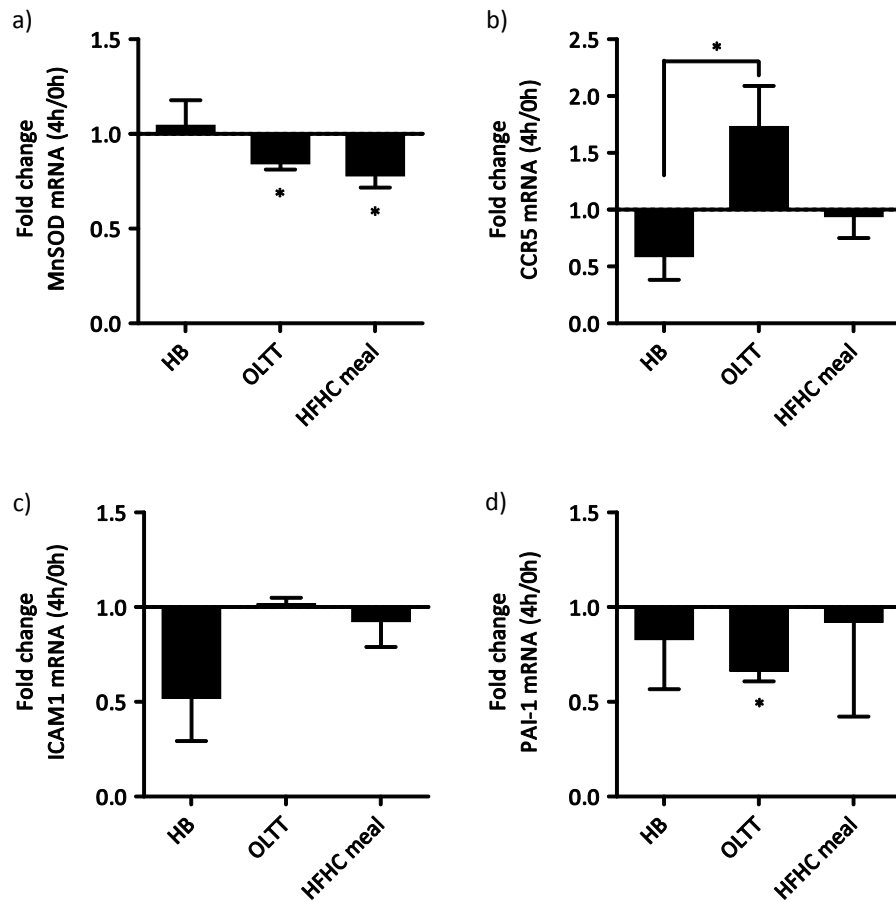 a)
Fold change
MnSOD mRNA (4h/0h)
1.5
1.0
0.5
0.0
*
*
HB
OLTT
HFHC meal
b)
Fold change
CCR5 mRNA (4h/0h)
2.5
2.0
1.5
1.0
0.5
0.0
*
HB
OLTT
HFHC meal
c)
Fold change
ICAM1 mRNA (4h/0h)
1.5
1.0
0.5
0.0
HB
OLTT
HFHC meal
d)
Fold change
PAI-1 mRNA (4h/0h)
1.5
1.0
0.5
0.0
*
HB
OLTT
HFHC meal